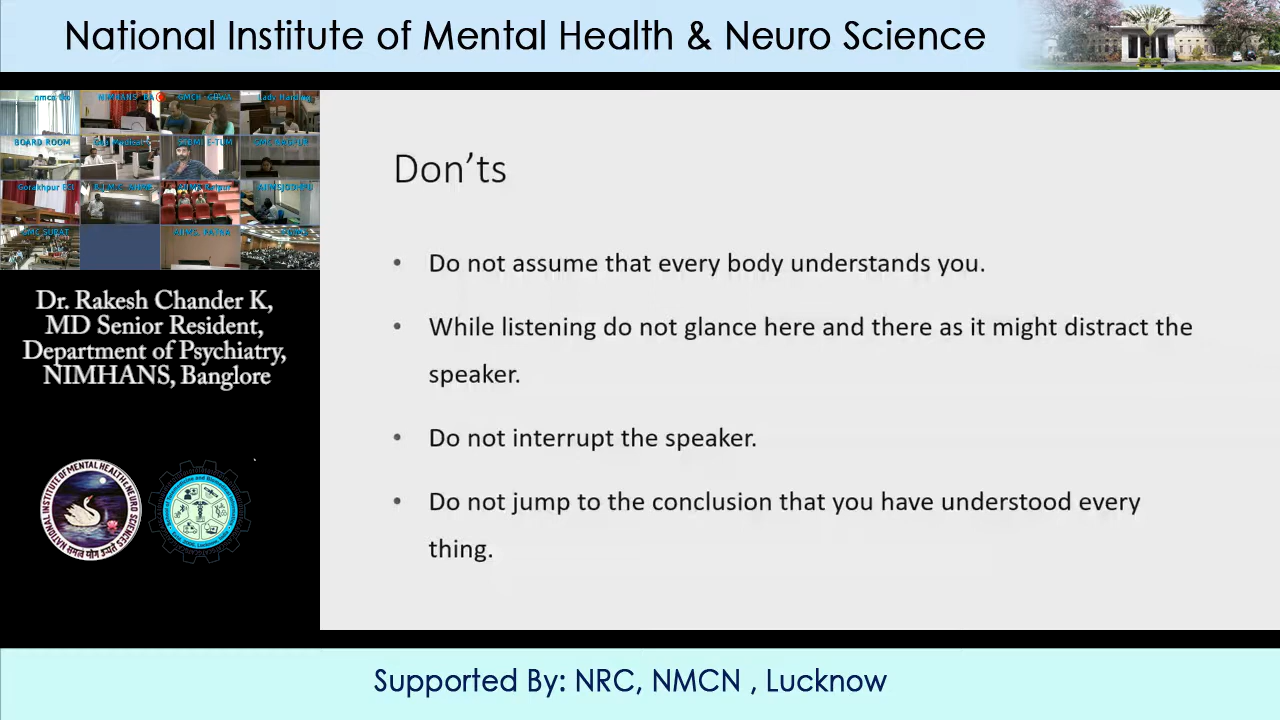 National Institute of Mental Health & Neuro Science
BOARD ROOM
Dr. Rakesh Chander K,
MD Senior Resident,
Department of Psychiatry,
NIMHANS, Banglore
Don'ts
• Do not assume that every body understands you.
• While listening do not glance here and there as it might distract the
speaker.
• Do not interrupt the speaker.
• Do not jump to the conclusion that you have understood every
thing.
Supported By: NRC, NMCN , Lucknow